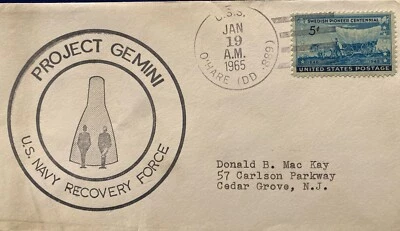 PROJECT GEMINI
U.S. NAVY RECOVERY FORCE
U.S.S.
JAN
19
A.M.
1965
O'HARE (DD 889)
SWEDISH PIONEER CENTENNIAL
5¢
UNITED STATES POSTAGE
Donald B. Mac Kay
57 Carlson Parkway
Cedar Grove, N.J.